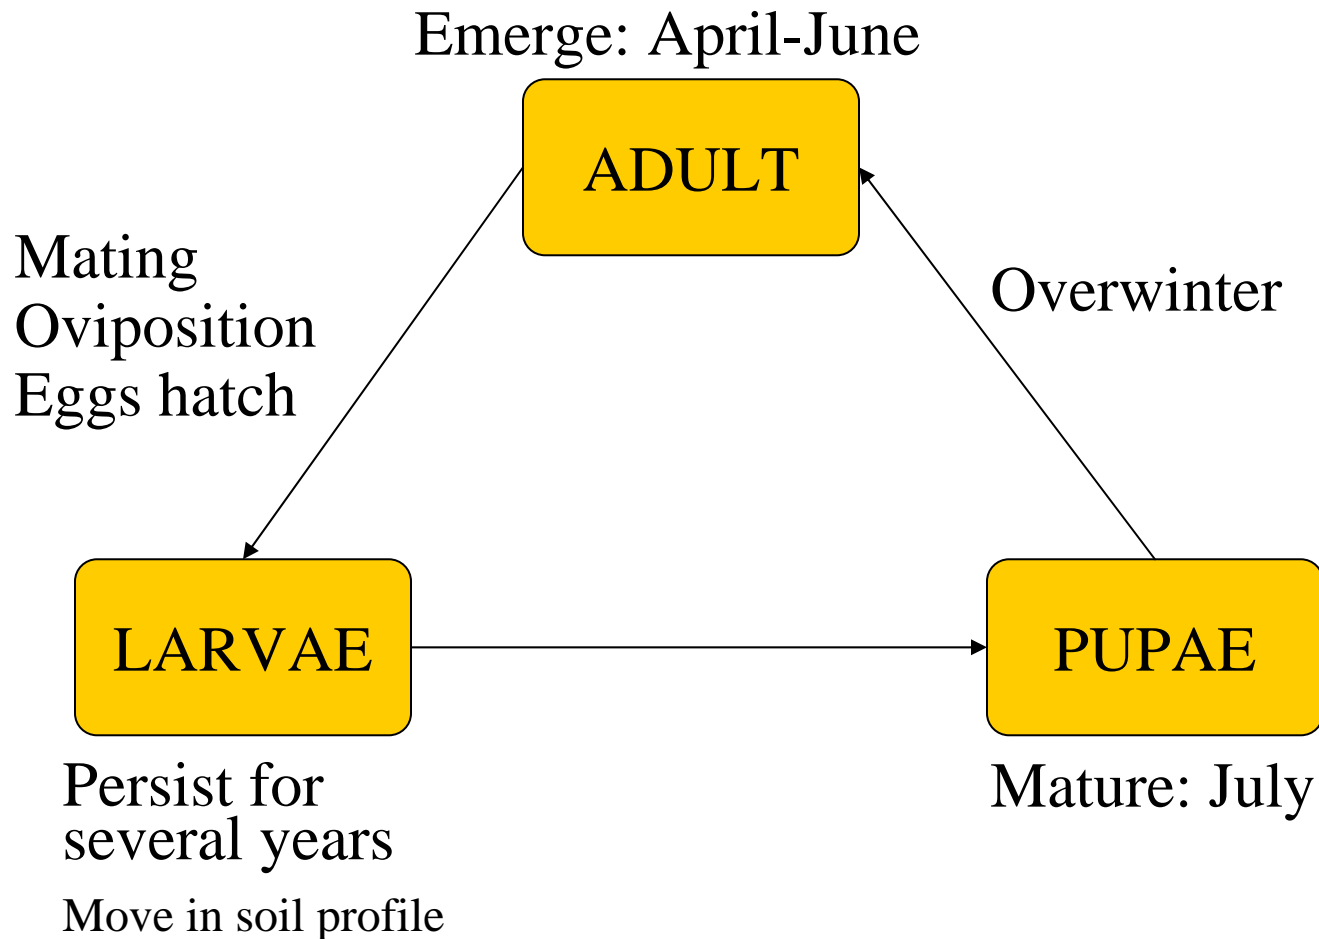 Emerge: April-June
ADULT
Mating
Oviposition
Eggs hatch
Overwinter
LARVAE
PUPAE
Persist for
several years
Move in soil profile
Mature: July